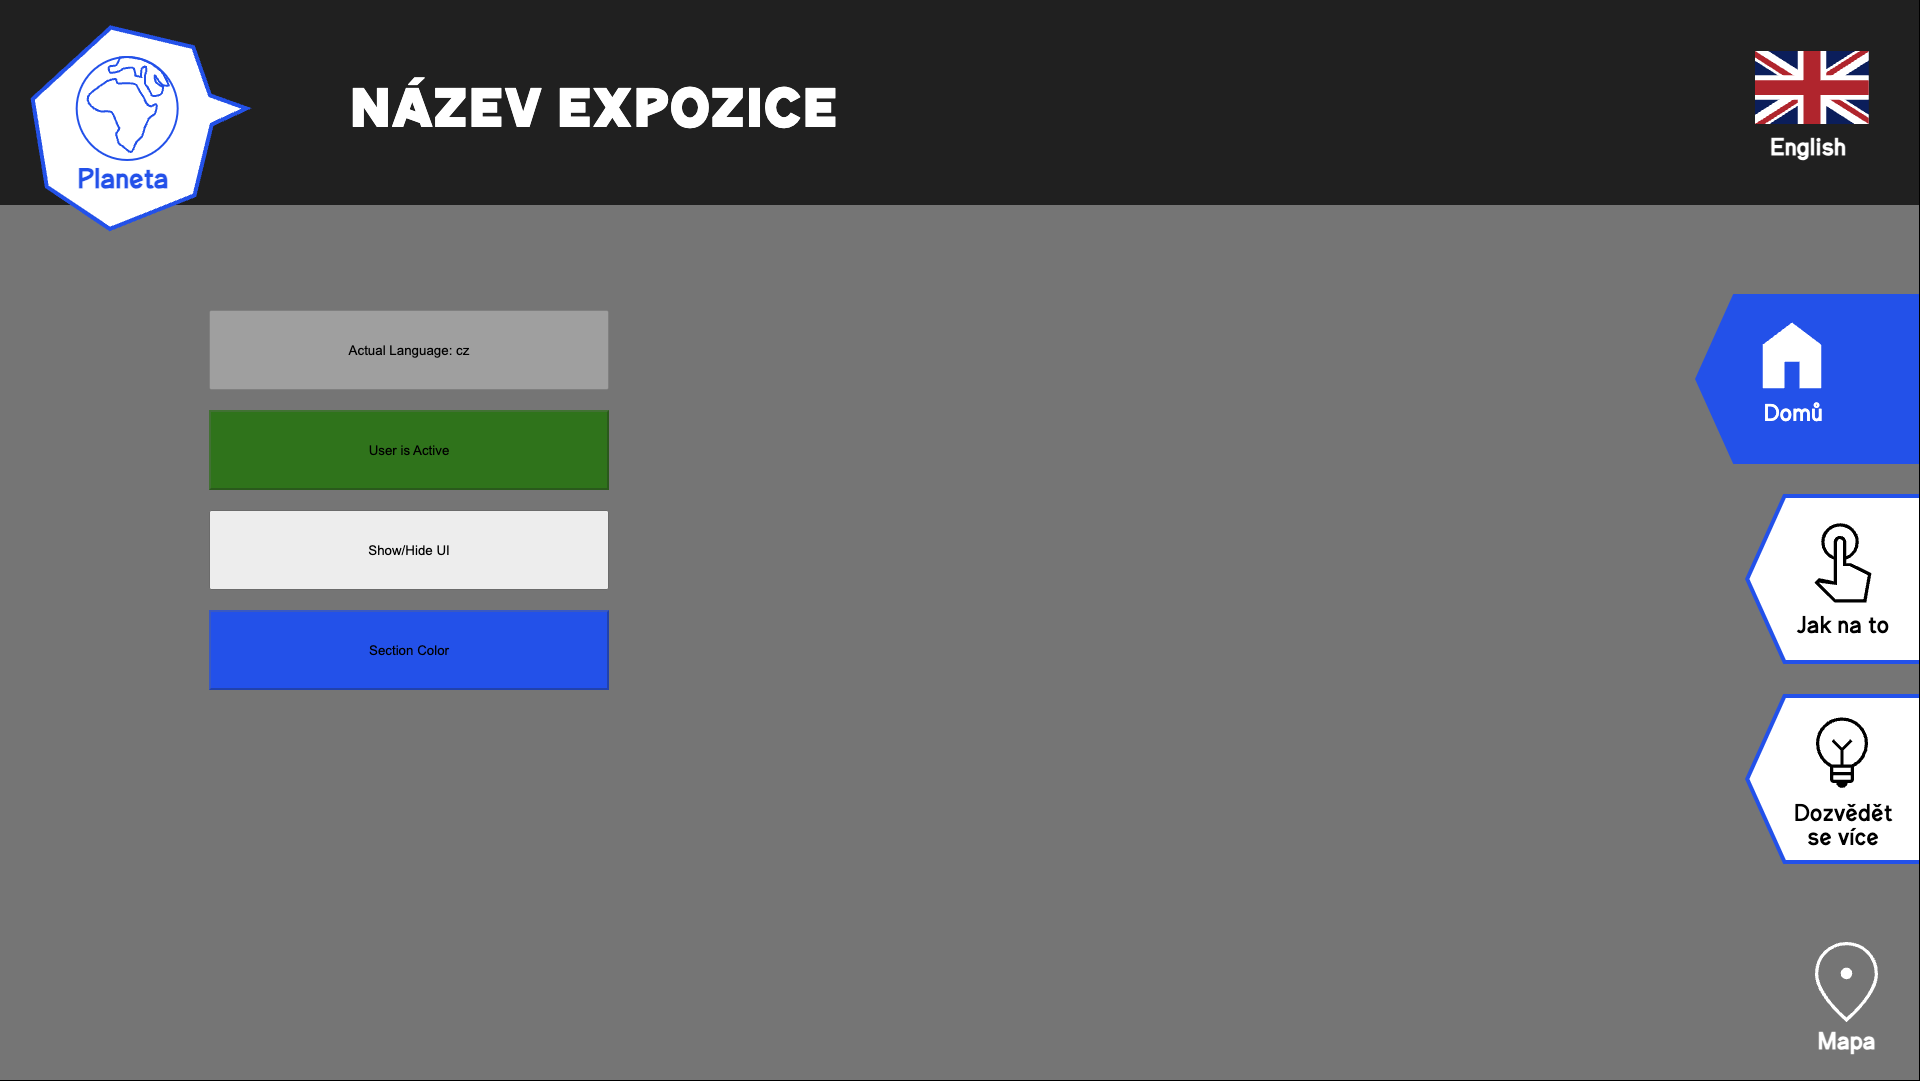 Planeta
NÁZEV EXPOZICE
English
Actual Language: cz
User is Active
Show/Hide UI
Section Color
Domů
Jak na to
Dozvědět
se více
Mapa